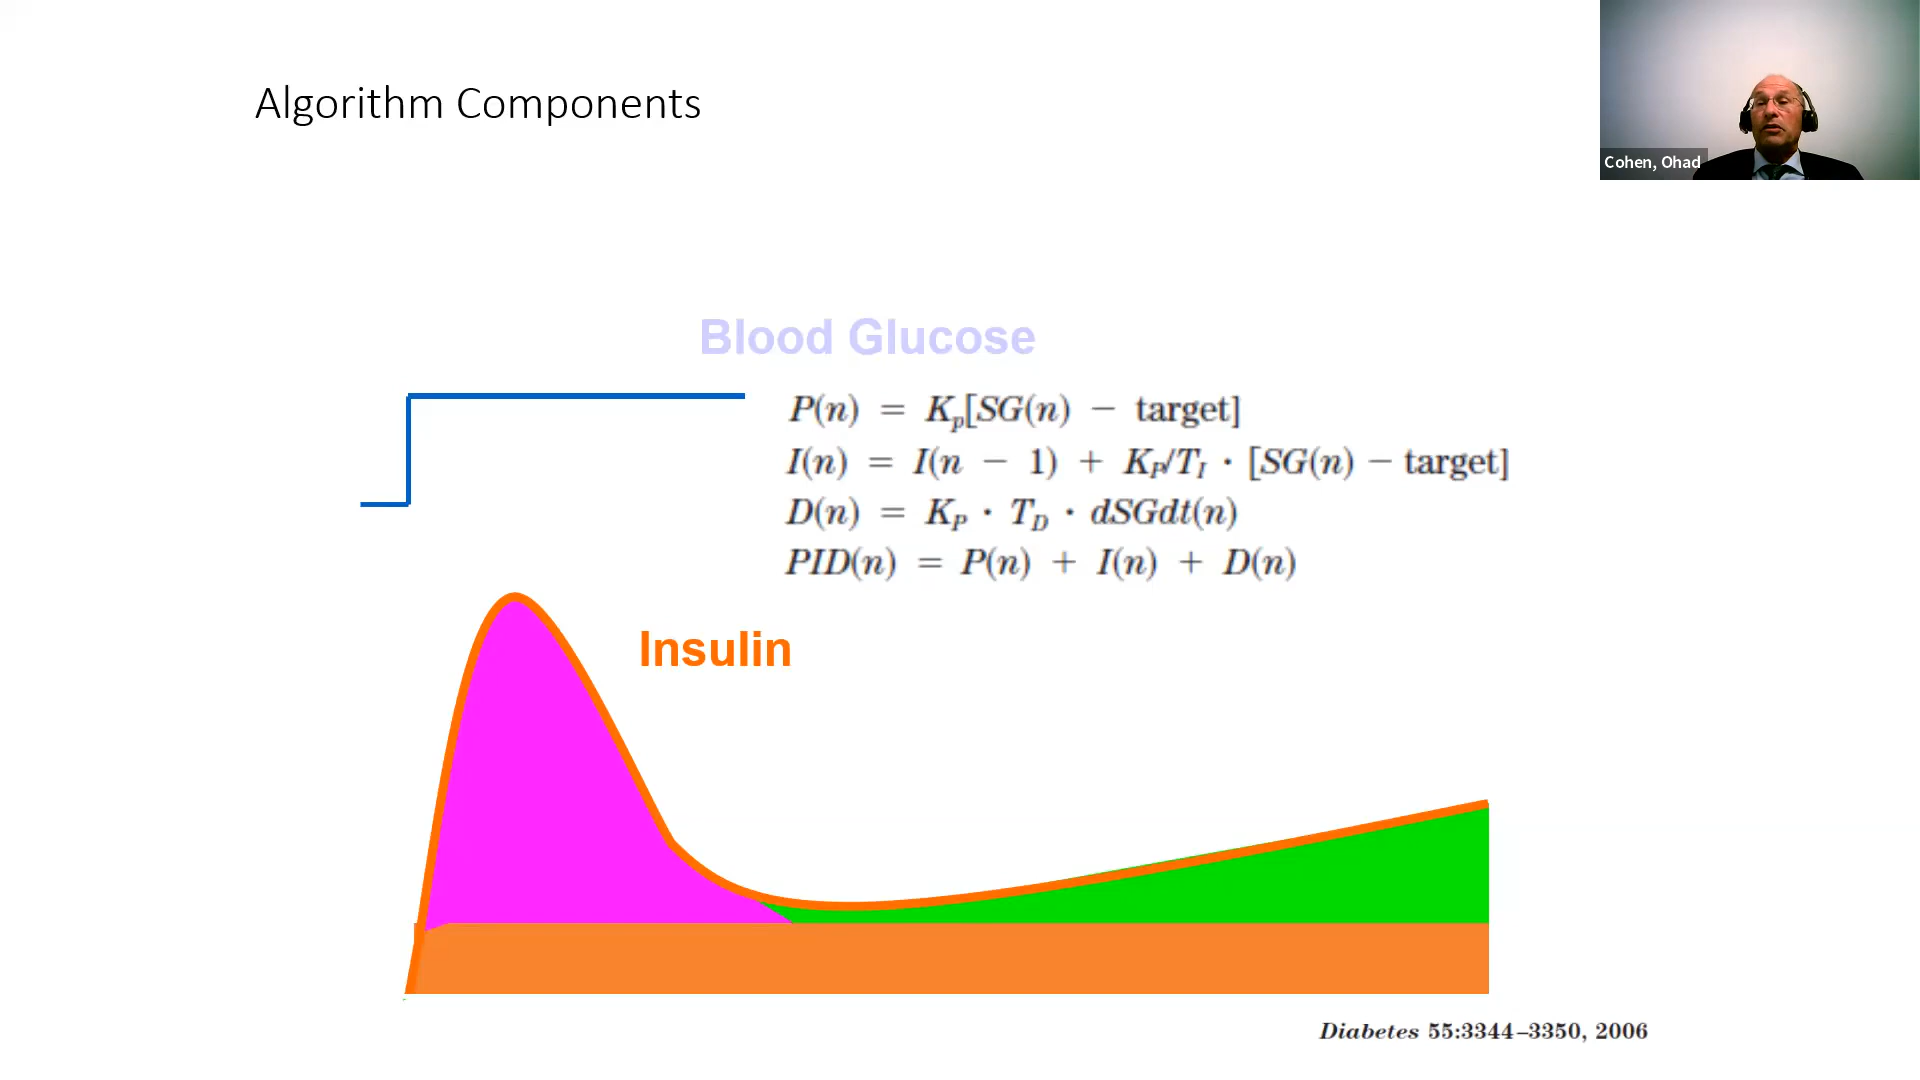 Algorithm Components
Cohen, Ohad
Blood Glucose
P(n) = Kp[SG(n) − target]
I(n) = I(n − 1) + KP/TI · [SG(n) − target]
D(n) = KP · TD · dSGdt(n)
PID(n) = P(n) + I(n) + D(n)
Insulin
Diabetes 55:3344–3350, 2006